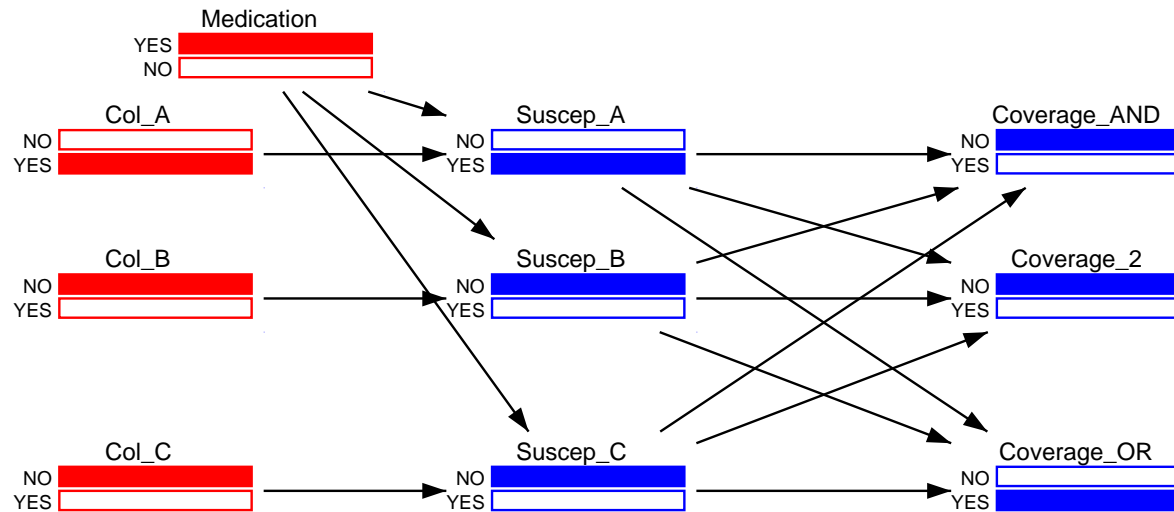 Medication
YES
NO
Col_A
NO
YES
Suscep_A
NO
YES
Coverage_AND
NO
YES
Col_B
NO
YES
Suscep_B
NO
YES
Coverage_2
NO
YES
Col_C
NO
YES
Suscep_C
NO
YES
Coverage_OR
NO
YES